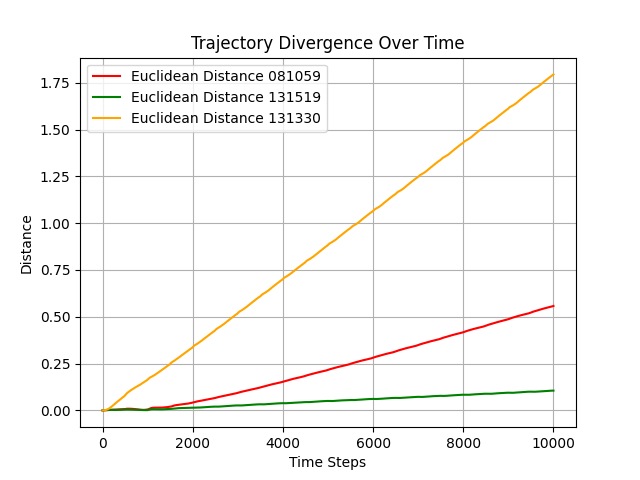 Trajectory Divergence Over Time
Euclidean Distance 081059
Euclidean Distance 131519
Euclidean Distance 131330
1.75
1.50
1.25
1.00
0.75
0.50
0.25
0.00
Distance
0 2000 4000 6000 8000 10000
Time Steps